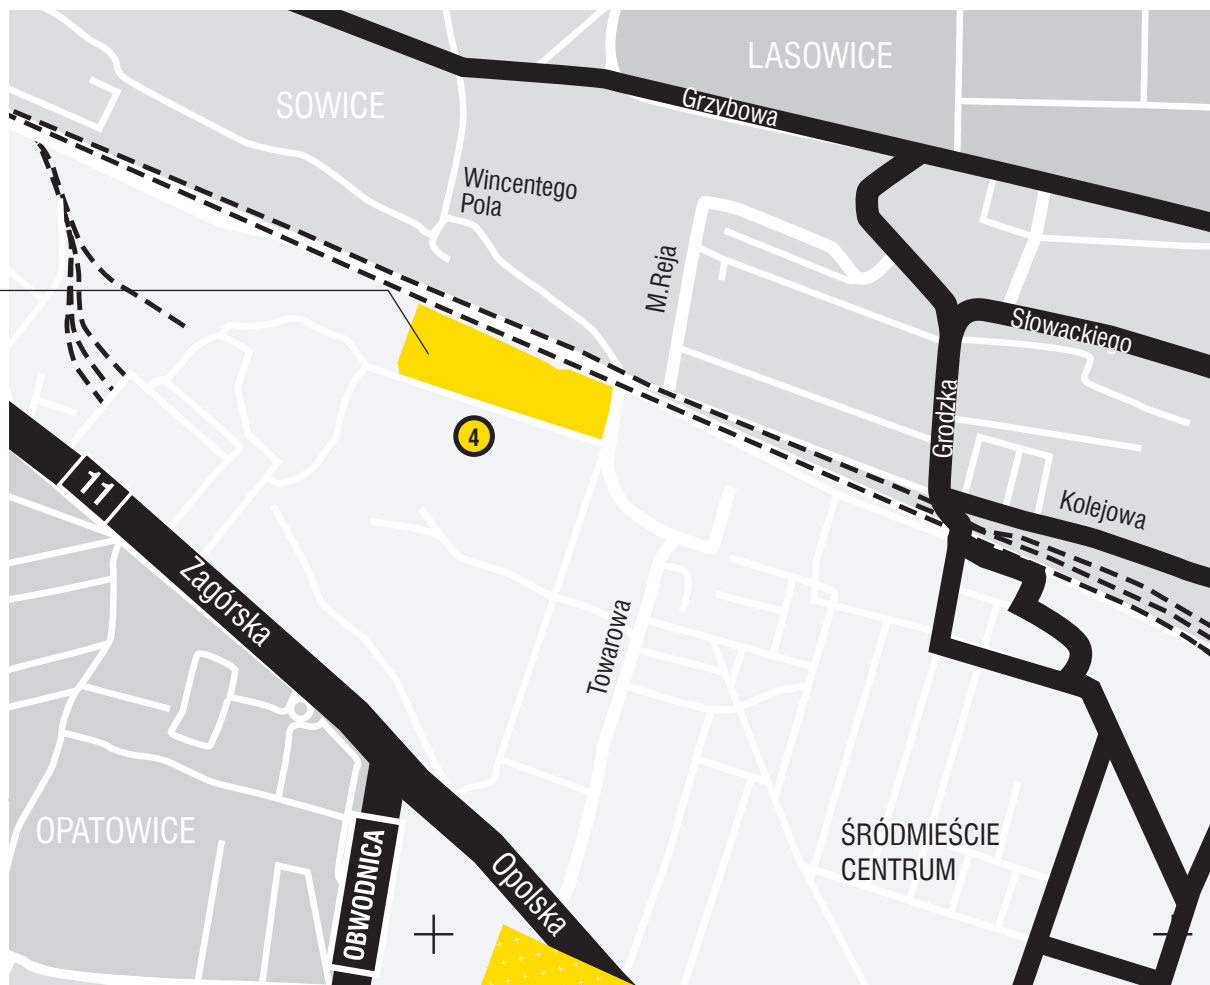 LASOWICE
SOWICE
Grzybowa
Wincentego
Pola
M.Reja
Słowackiego
Grodzka
4
11
Kolejowa
Zagórska
Towarowa
OPATOWICE
ŚRÓDMIEŚCIE
CENTRUM
OBWODNICA
Opolska